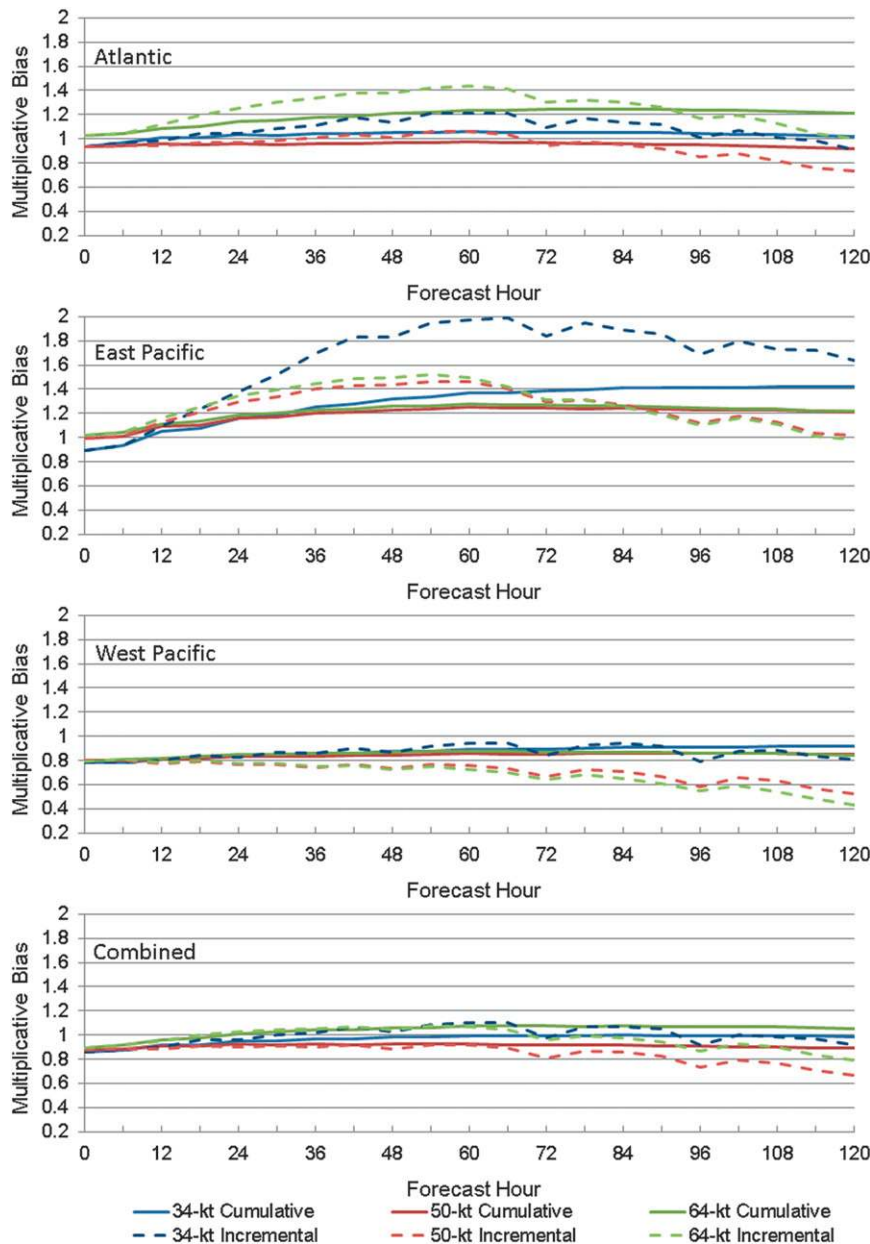 2
1.8
1.6
1.4
1.2
1
0.8
0.6
0.4
0.2
Multiplicative Bias
Atlantic
0 12 24 36 48 60 72 84 96 108 120
Forecast Hour
2
1.8
1.6
1.4
1.2
1
0.8
0.6
0.4
0.2
Multiplicative Bias
East Pacific
0 12 24 36 48 60 72 84 96 108 120
Forecast Hour
2
1.8
1.6
1.4
1.2
1
0.8
0.6
0.4
0.2
Multiplicative Bias
West Pacific
0 12 24 36 48 60 72 84 96 108 120
Forecast Hour
2
1.8
1.6
1.4
1.2
1
0.8
0.6
0.4
0.2
Multiplicative Bias
Combined
0 12 24 36 48 60 72 84 96 108 120
Forecast Hour
34-kt Cumulative 50-kt Cumulative 64-kt Cumulative
34-kt Incremental 50-kt Incremental 64-kt Incremental